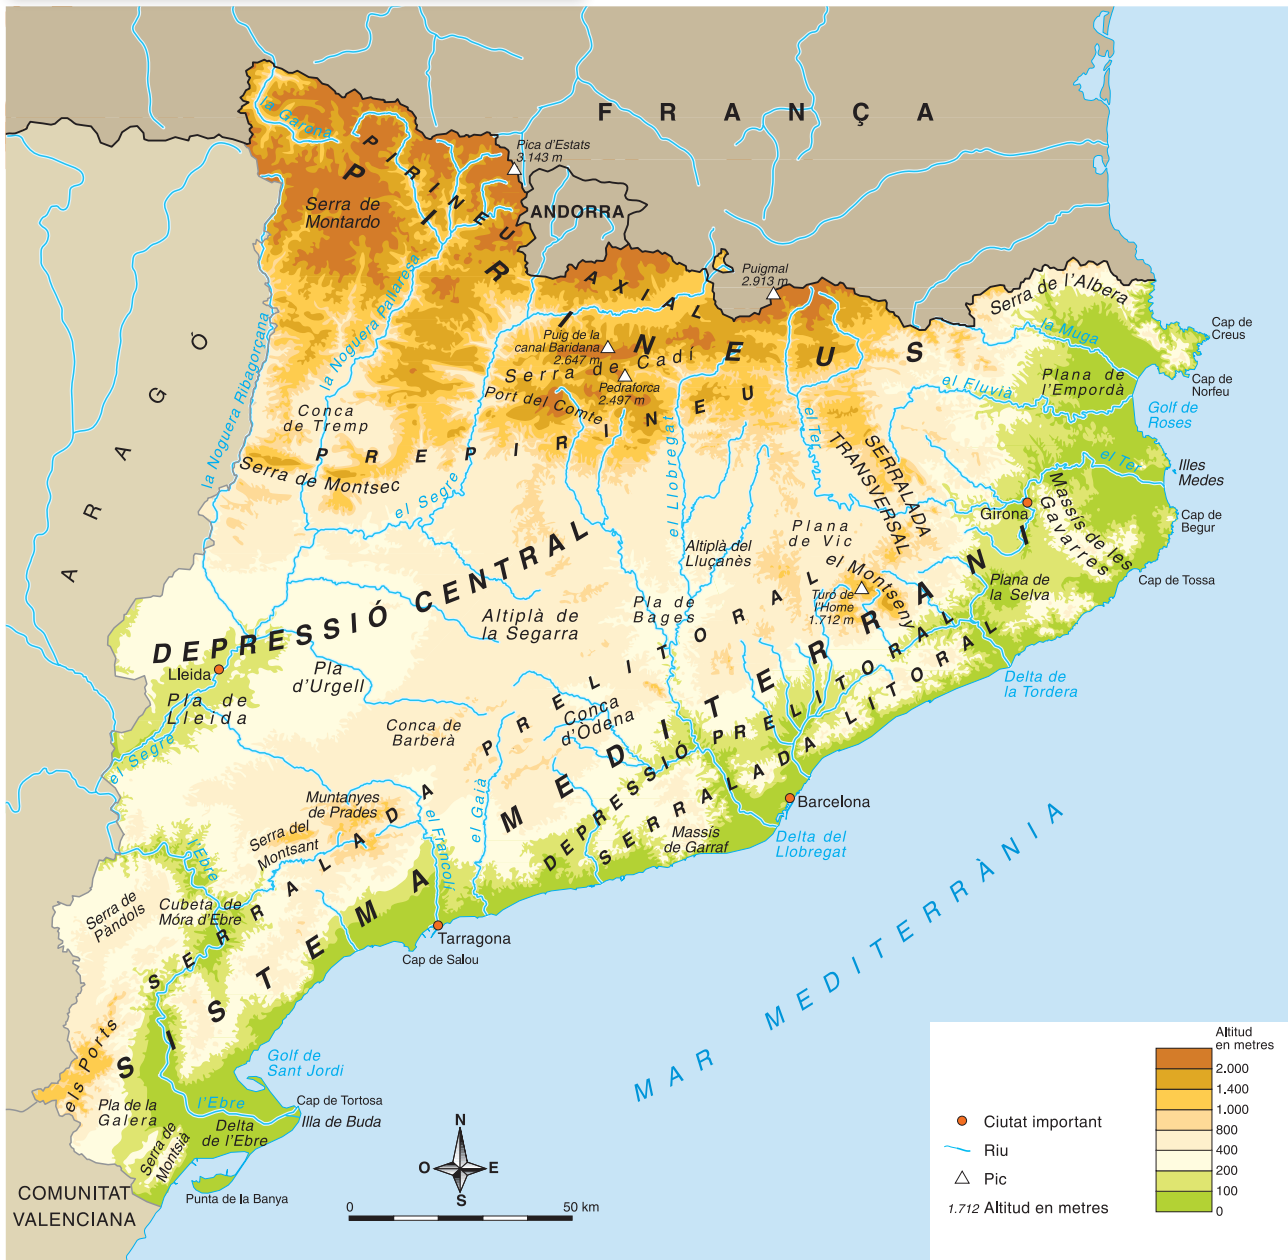 FRANÇA
la Garona
PIRINEU AXIAL
Pica d'Estats
3.143 m
ANDORRA
Serra de
Montardo
PIRINEUS
Puigmal
2.913 m
Serra de l'Albera
Cap de
Creus
la Muga
ARAGÓ
la Noguera Ribagorçana
la Noguera Pallaresa
Puig de la
canal Baridana
2.647 m
Serra de Cadí
Pedraforca
2.497 m
Port del Comte
Plana de
l'Empordà
el Fluvià
Cap de
Norfeu
Golf de
Roses
Conca
de Tremp
PREPIRINEU
Serra de Montsec
el Segre
el Llobregat
el Ter
SERRALADA
TRANSVERSAL
el Ter
Illes
Medes
Girona
Massís de les
Gavarres
Cap de
Begur
Plana
de Vic
Altiplà del
Lluçanès
el Montseny
Turó de
l'Home
1.712 m
Plana de
la Selva
Cap de Tossa
DEPRESSIÓ CENTRAL
Altiplà de
la Segarra
Pla de
Bages
Lleida
Pla
d'Urgell
Pla de
Lleida
el Segre
Conca de
Barberà
Conca
d'Òdena
Delta de
la Tordera
SERRALADA PRELITORAL
SISTEMA MEDITERRANI
DEPRESSIÓ PRELITORAL
SERRALADA LITORAL
Muntanyes
de Prades
Serra del
Montsant
el Francolí
el Gaià
Massís
de Garraf
Barcelona
Delta del
Llobregat
l'Ebre
Serra de
Pàndols
Cubeta de
Móra d'Ebre
Tarragona
Cap de Salou
MAR MEDITERRÀNIA
els Ports
Golf de
Sant Jordi
Pla de la
Galera
l'Ebre
Cap de Tortosa
Delta
de l'Ebre
Illa de Buda
Serra de
Montsià
Punta de la Banya
COMUNITAT
VALENCIANA
N
O
E
S
0
50 km
Ciutat important
Riu
Pic
1.712 Altitud en metres
Altitud
en metres
2.000
1.400
1.000
800
400
200
100
0